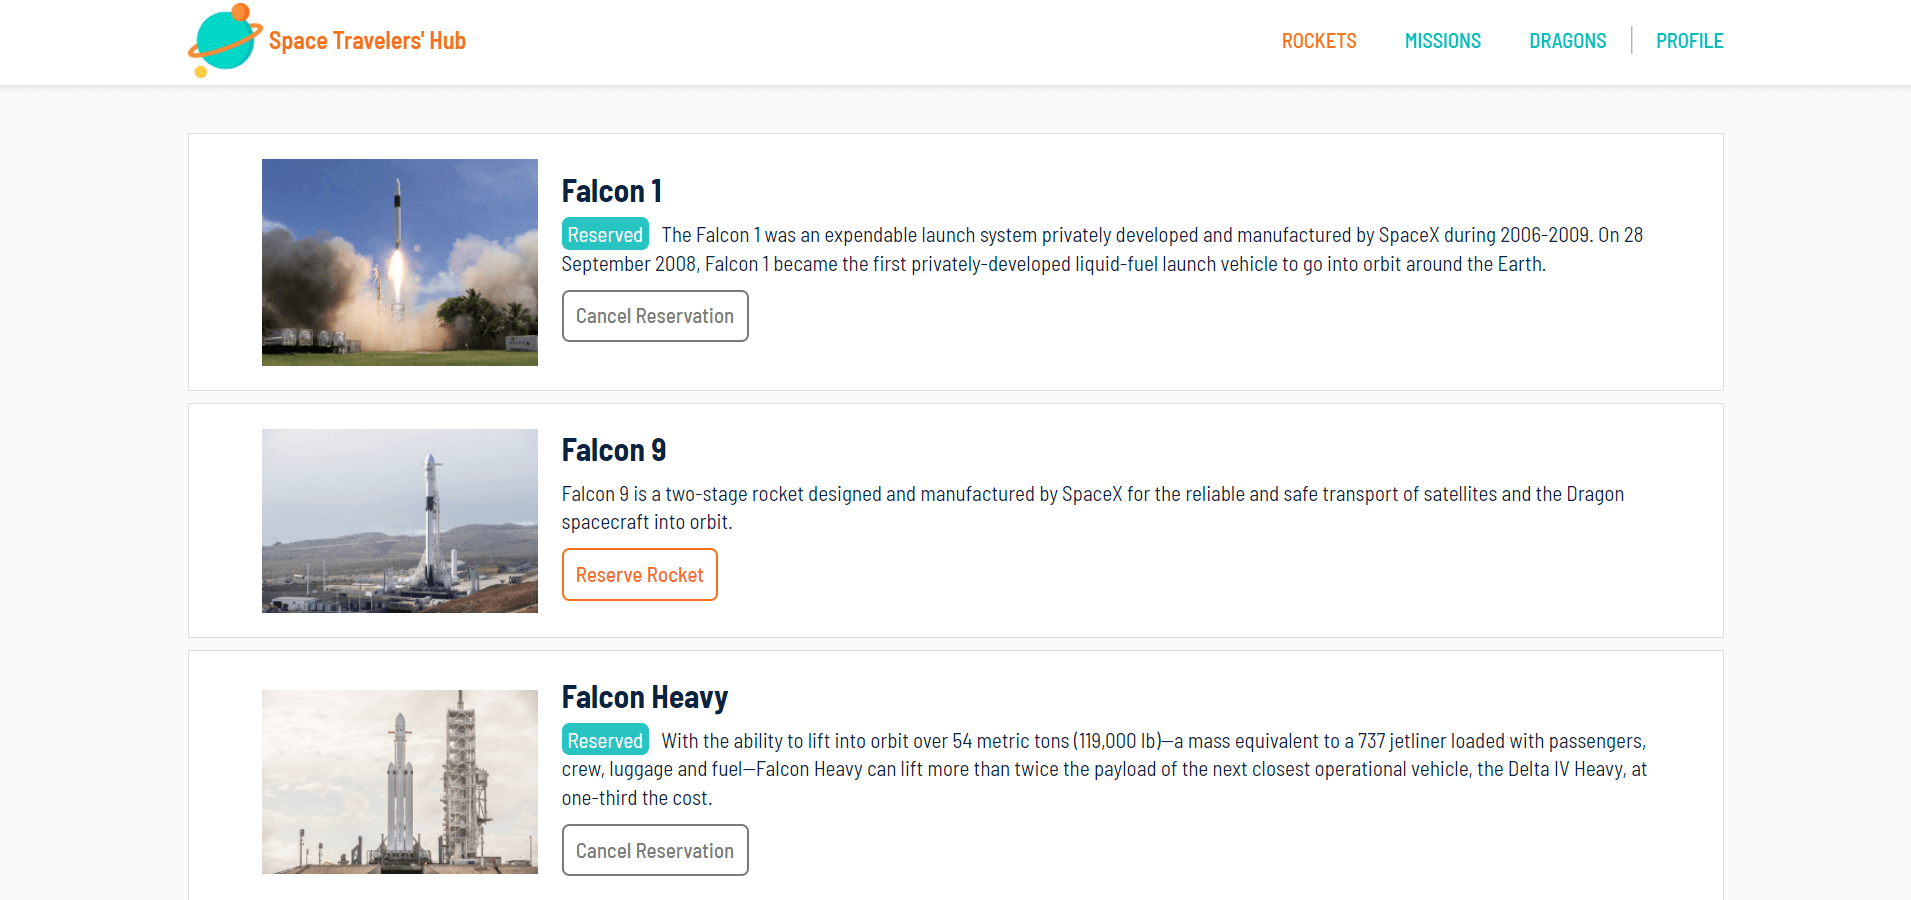 Space Travelers' Hub
ROCKETS MISSIONS DRAGONS PROFILE
Falcon 1
Reserved The Falcon 1 was an expendable launch system privately developed and manufactured by SpaceX during 2006-2009. On 28
September 2008, Falcon 1 became the first privately-developed liquid-fuel launch vehicle to go into orbit around the Earth.
Cancel Reservation
Falcon 9
Falcon 9 is a two-stage rocket designed and manufactured by SpaceX for the reliable and safe transport of satellites and the Dragon
spacecraft into orbit.
Reserve Rocket
Falcon Heavy
Reserved With the ability to lift into orbit over 54 metric tons (119,000 lb)—a mass equivalent to a 737 jetliner loaded with passengers,
crew, luggage and fuel—Falcon Heavy can lift more than twice the payload of the next closest operational vehicle, the Delta IV Heavy, at
one-third the cost.
Cancel Reservation